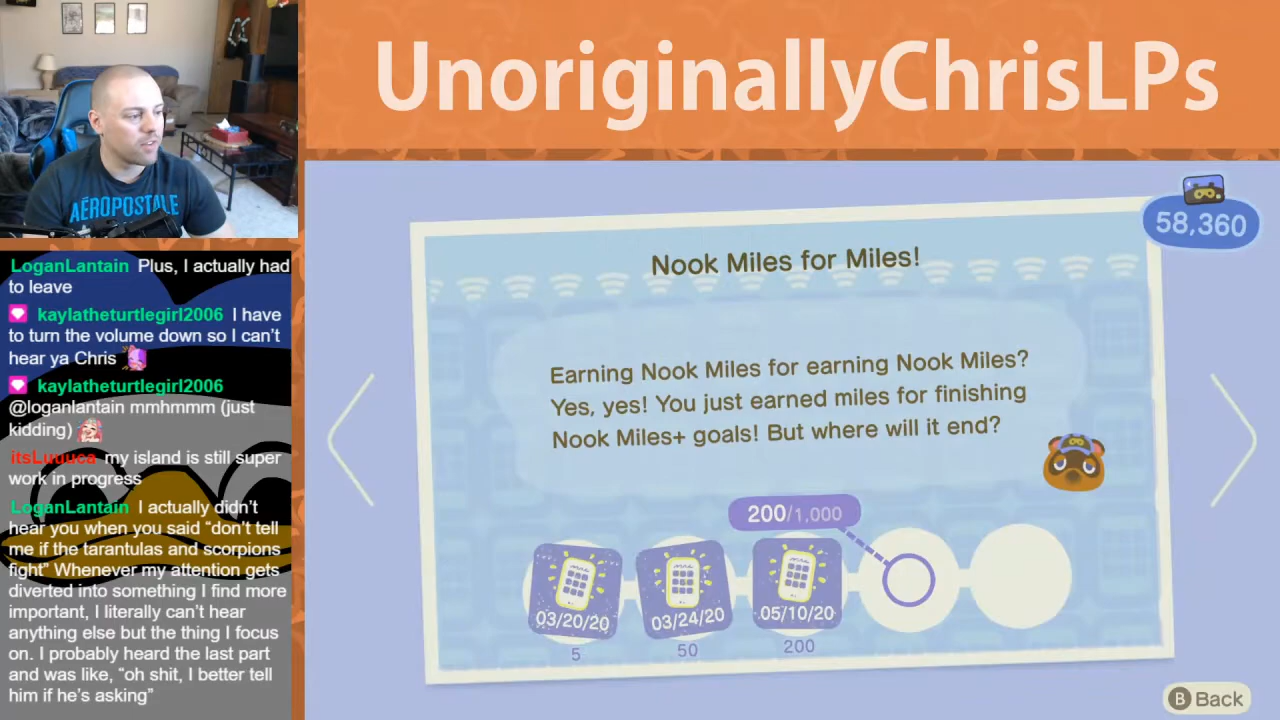 UnoriginallyChrisLPs
AÉROPOSTALE
LoganLantain Plus, I actually had
to leave
kaylatheturtlegirl2006 I have
to turn the volume down so I can't
hear ya Chris
kaylatheturtlegirl2006
@loganlantain mmhmmm (just
kidding)
itsLuuuca my island is still super
work in progress
LoganLantain I actually didn't
hear you when you said “don't tell
me if the tarantulas and scorpions
fight” Whenever my attention gets
diverted into something I find more
important, I literally can't hear
anything else but the thing I focus
on. I probably heard the last part
and was like, “oh shit, I better tell
him if he's asking”
58,360
Nook Miles for Miles!
Earning Nook Miles for earning Nook Miles?
Yes, yes! You just earned miles for finishing
Nook Miles+ goals! But where will it end?
200/1,000
03/20/20 03/24/20 05/10/20
5 50 200
B Back